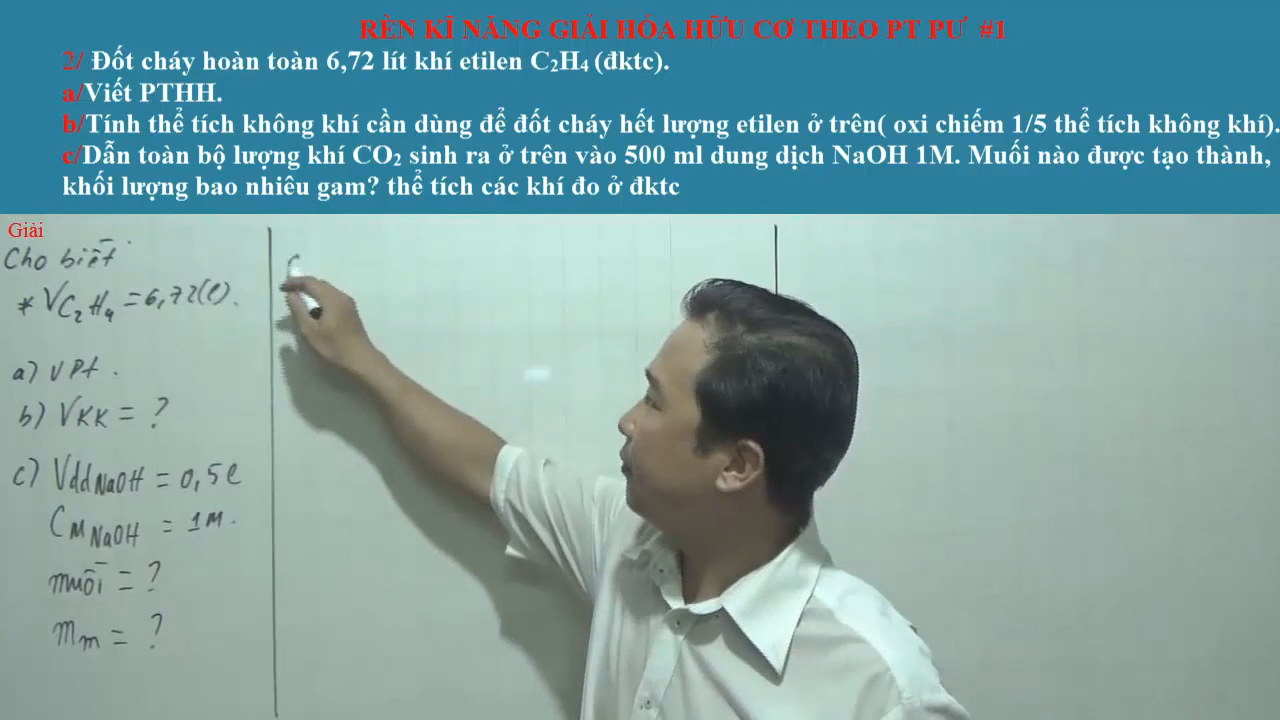 RÈN KĨ NĂNG GIẢI HÓA HỮU CƠ THEO PT PƯ #1
2/ Đốt cháy hoàn toàn 6,72 lít khí etilen C₂H₄ (đktc).
a/Viết PTHH.
b/Tính thể tích không khí cần dùng để đốt cháy hết lượng etilen ở trên( oxi chiếm 1/5 thể tích không khí).
c/Dẫn toàn bộ lượng khí CO₂ sinh ra ở trên vào 500 ml dung dịch NaOH 1M. Muối nào được tạo thành,
khối lượng bao nhiêu gam? thể tích các khí đo ở đktc
Giải
Cho biết
* VC₂H₄ = 6,72(l).
a) VPt.
b) VKK = ?
c) VddNaOH = 0,5l
CM NaOH = 1M.
muối = ?
mm = ?